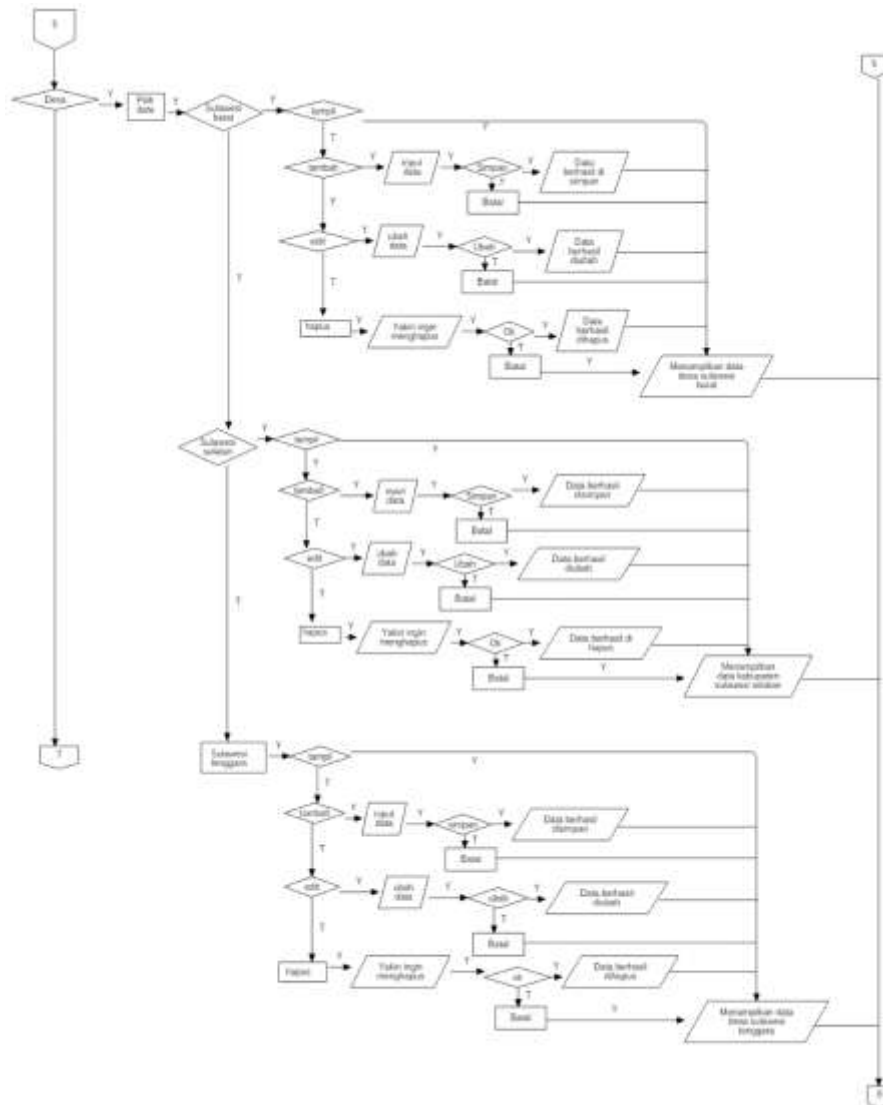 Desa
Y
Pilih
data
Y
Sulawesi
barat
Y
tampil
Y
T
tambah
Y
input
data
Y
Simpan
Y
Data
berhasil di
simpan
Y
Batal
Y
edit
Y
ubah
data
Y
Ubah
Y
Data
berhasil
diubah
T
Batal
T
Y
hapus
Y
Yakin ingin
menghapus
Y
Ok
Y
Data
berhasil
dihapus
T
Batal
Y
Menampilkan data
desa sulawesi
barat
Sulawesi
selatan
Y
tampil
Y
Y
tambah
Y
input
data
Y
Simpan
Y
Data berhasil
disimpan
T
Batal
T
edit
Y
ubah
data
Y
Ubah
Y
Data berhasil
diubah
Y
Batal
T
hapus
Y
Yakin ingin
menghapus
Y
Ok
Y
Data berhasil di
hapus
T
Batal
Y
Menampilkan
data kabupaten
sulawesi selatan
Sulawesi
tenggara
Y
tampil
Y
T
tambah
Y
input
data
Y
simpan
Y
Data berhasil
disimpan
T
Batal
T
edit
Y
ubah
data
Y
ubah
Y
Data berhasil
diubah
T
Batal
T
hapus
Y
Yakin ingin
menghapus
Y
ok
Y
Data berhasil
dihapus
T
Batal
Menampilkan data
desa sulawesi
tenggara